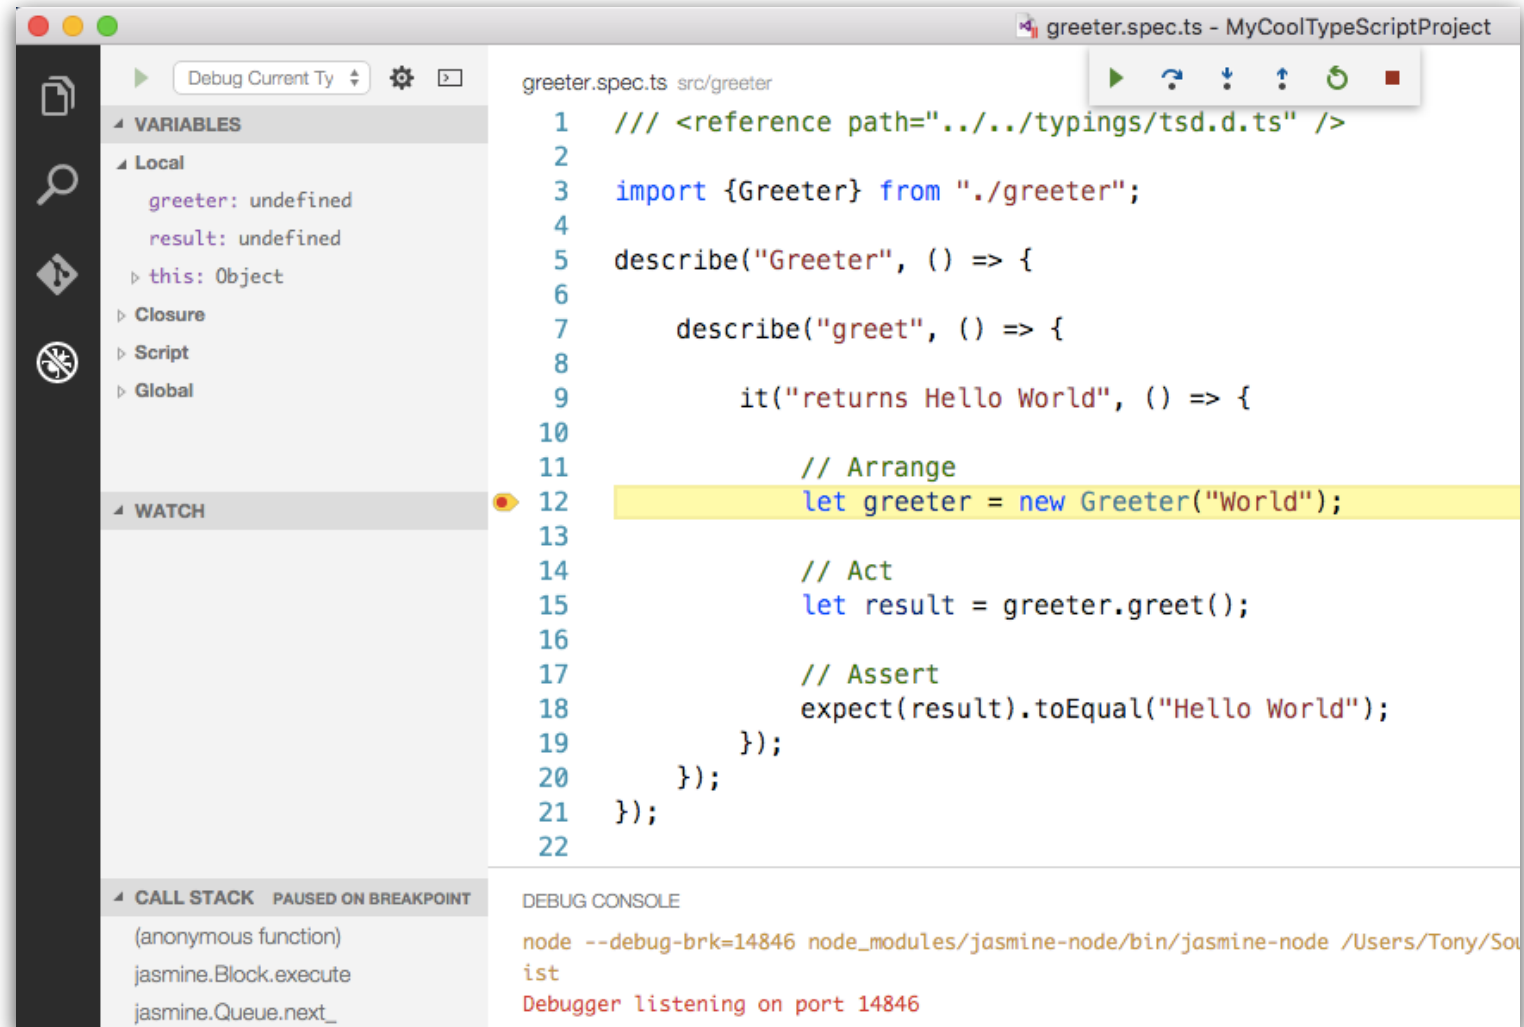 greeter.spec.ts - MyCoolTypeScriptProject
Debug Current Ty
VARIABLES
Local
greeter: undefined
result: undefined
this: Object
Closure
Script
Global
WATCH
CALL STACK PAUSED ON BREAKPOINT
(anonymous function)
jasmine.Block.execute
jasmine.Queue.next_
greeter.spec.ts src/greeter
1 /// <reference path="../../typings/tsd.d.ts" />
2
3 import {Greeter} from "./greeter";
4
5 describe("Greeter", () => {
6
7 describe("greet", () => {
8
9 it("returns Hello World", () => {
10
11 // Arrange
12 let greeter = new Greeter("World");
13
14 // Act
15 let result = greeter.greet();
16
17 // Assert
18 expect(result).toEqual("Hello World");
19 });
20 });
21 });
22
DEBUG CONSOLE
node --debug-brk=14846 node_modules/jasmine-node/bin/jasmine-node /Users/Tony/Sou
ist
Debugger listening on port 14846